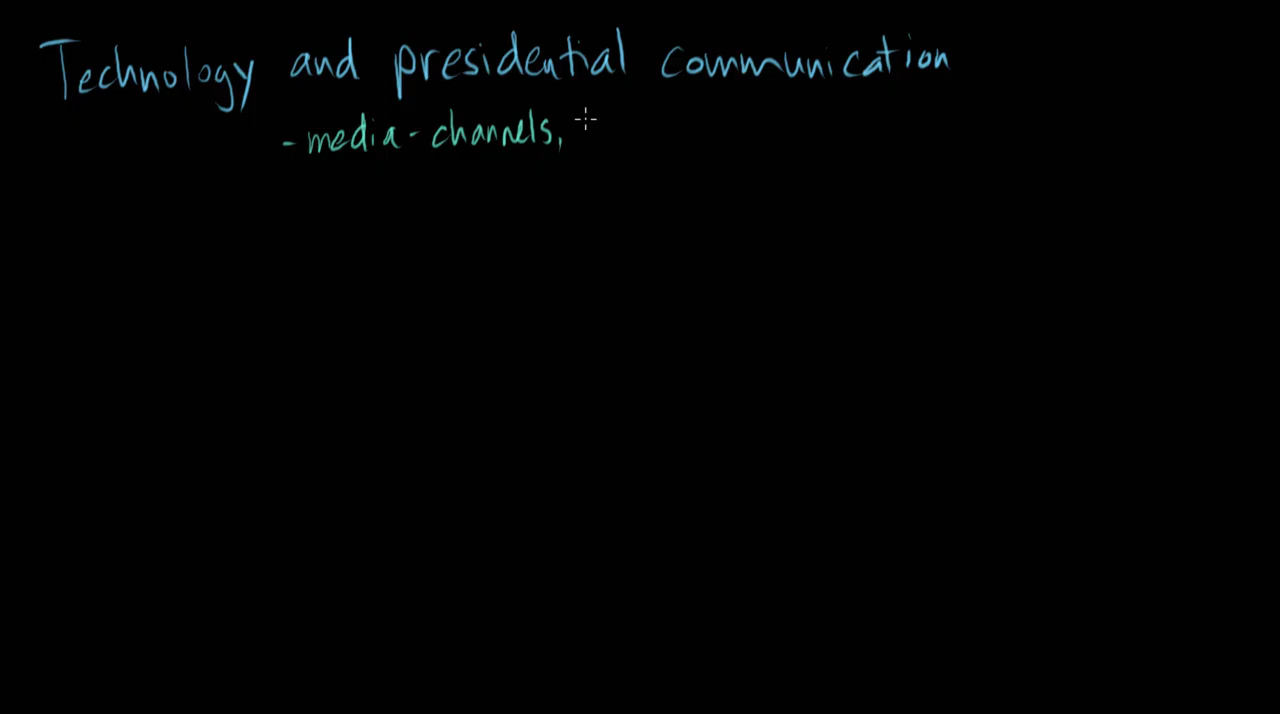 Technology and presidential communication
- media - channels,